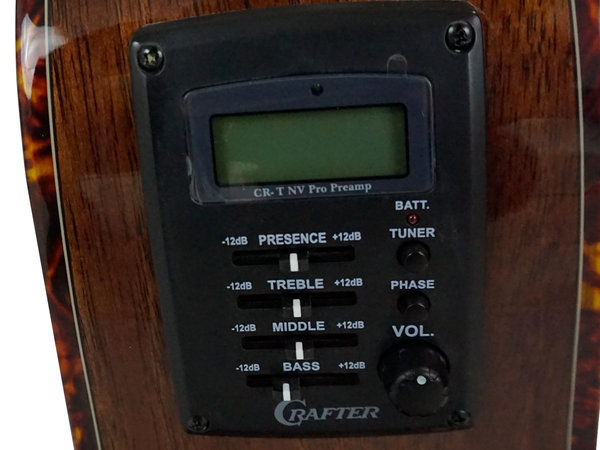 CR-T NV Pro Preamp
BATT.
-12dB PRESENCE +12dB TUNER
-12dB TREBLE +12dB PHASE
-12dB MIDDLE +12dB VOL.
-12dB BASS +12dB
CRAFTER